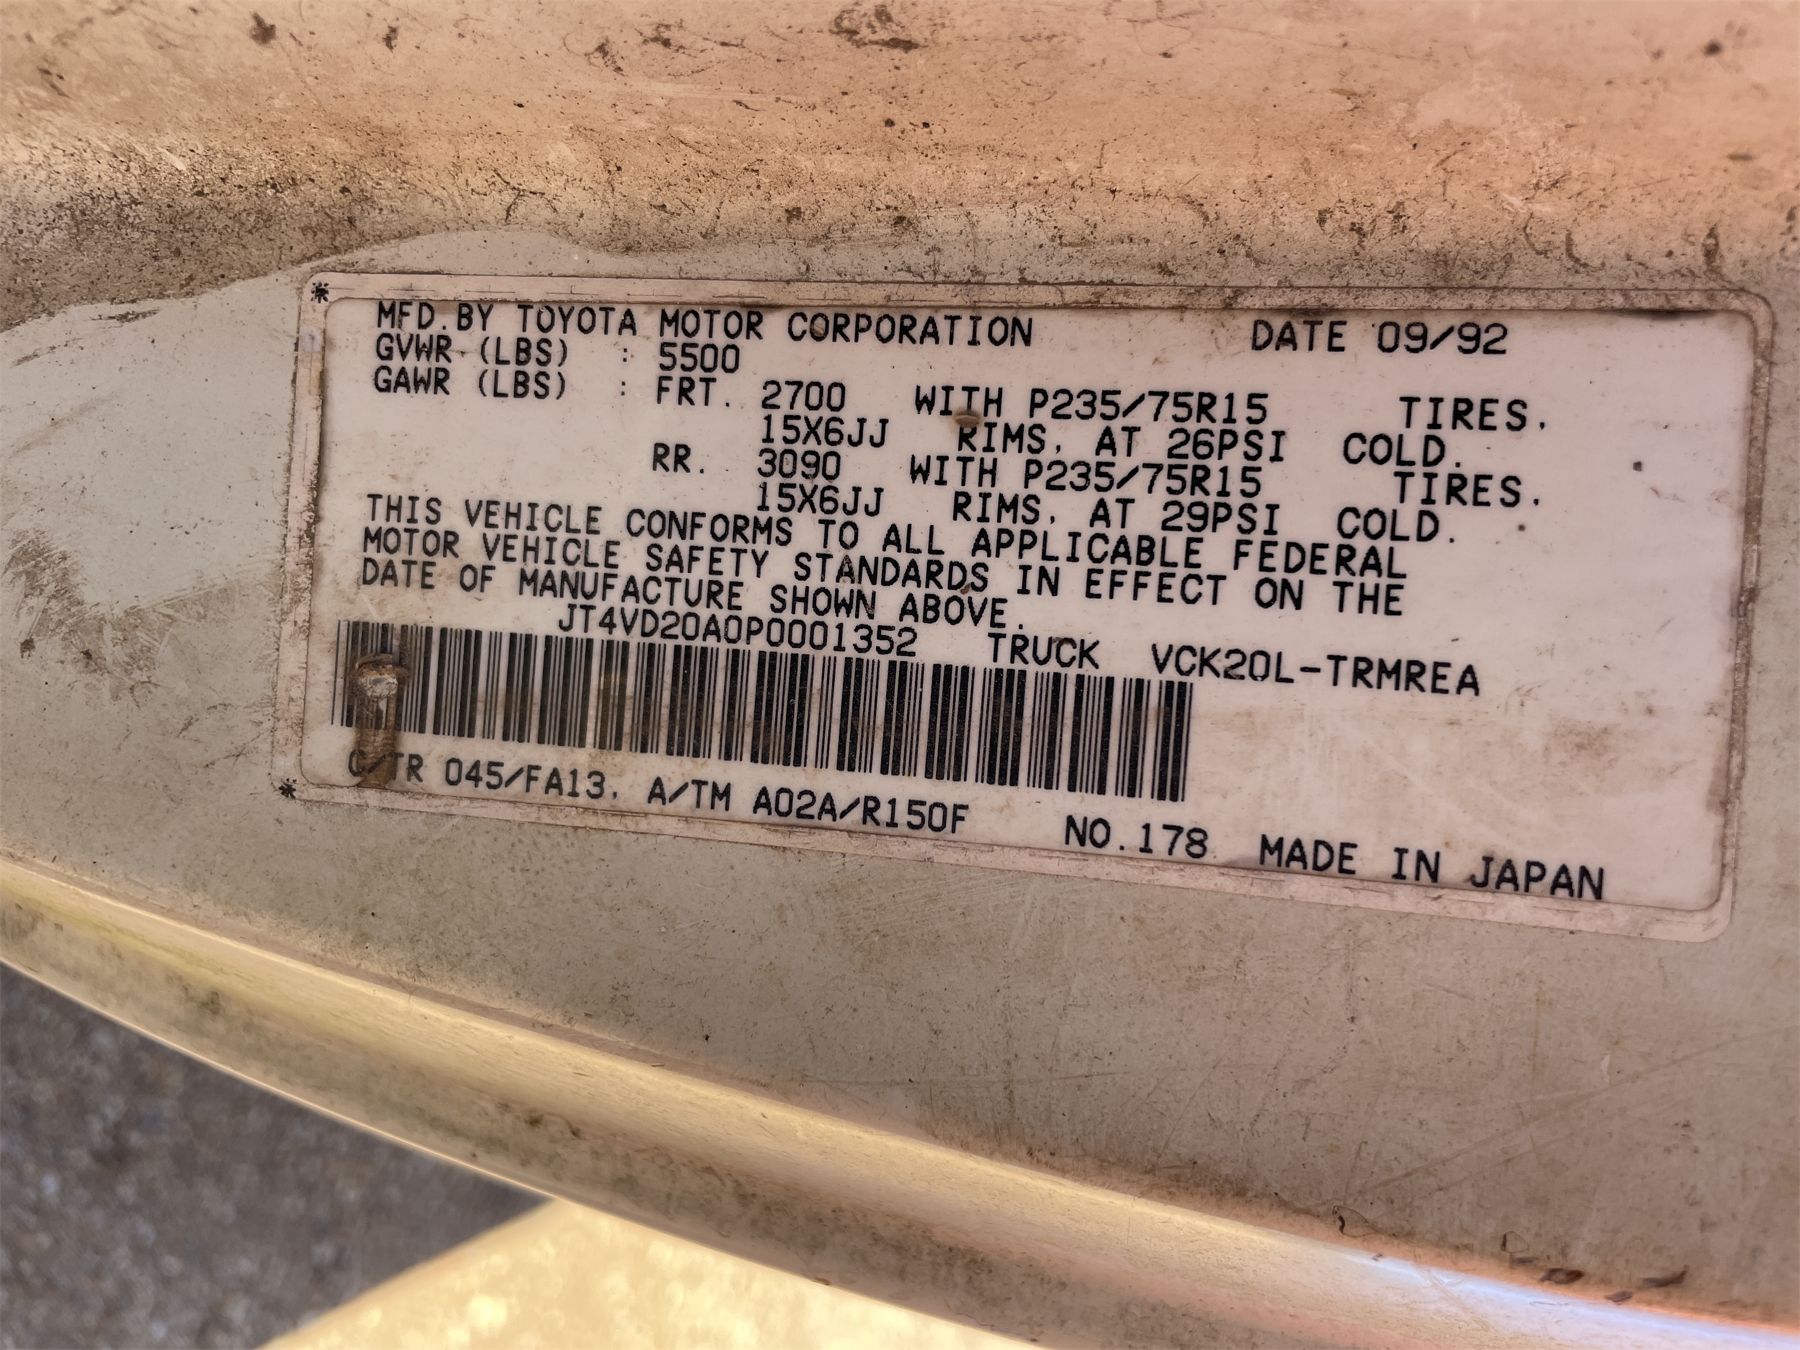 MFD.BY TOYOTA MOTOR CORPORATION DATE 09/92
GVWR (LBS) : 5500
GAWR (LBS) : FRT. 2700 WITH P235/75R15 TIRES.
15X6JJ RIMS, AT 26PSI COLD.
RR. 3090 WITH P235/75R15 TIRES.
15X6JJ RIMS, AT 29PSI COLD.
THIS VEHICLE CONFORMS TO ALL APPLICABLE FEDERAL
MOTOR VEHICLE SAFETY STANDARDS IN EFFECT ON THE
DATE OF MANUFACTURE SHOWN ABOVE.
JT4VD20A0P0001352 TRUCK VCK20L-TRMREA
C/TR 045/FA13, A/TM A02A/R150F NO.178 MADE IN JAPAN